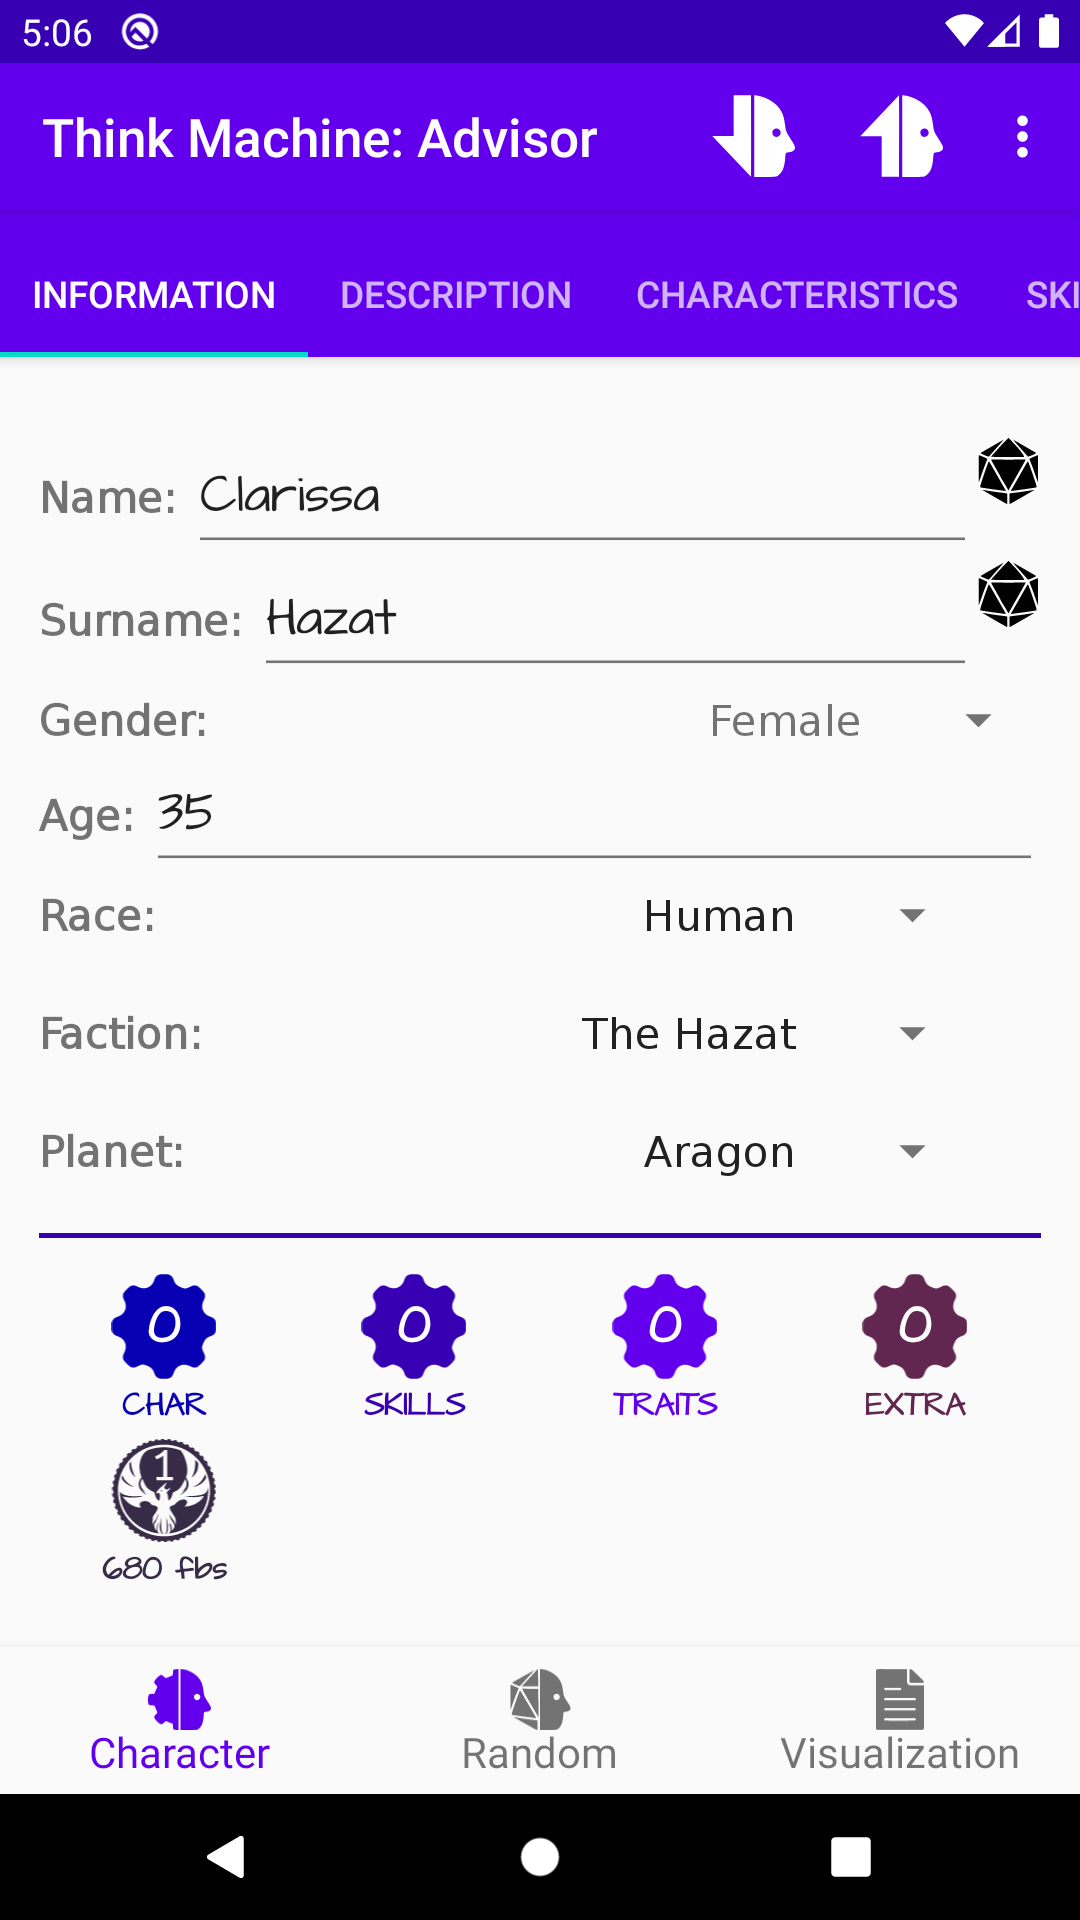 5:06
Think Machine: Advisor
INFORMATION DESCRIPTION CHARACTERISTICS SKI
Name: Clarissa
Surname: Hazat
Gender: Female
Age: 35
Race: Human
Faction: The Hazat
Planet: Aragon
0 0 0 0
CHAR SKILLS TRAITS EXTRA
1
680 fbs
Character Random Visualization